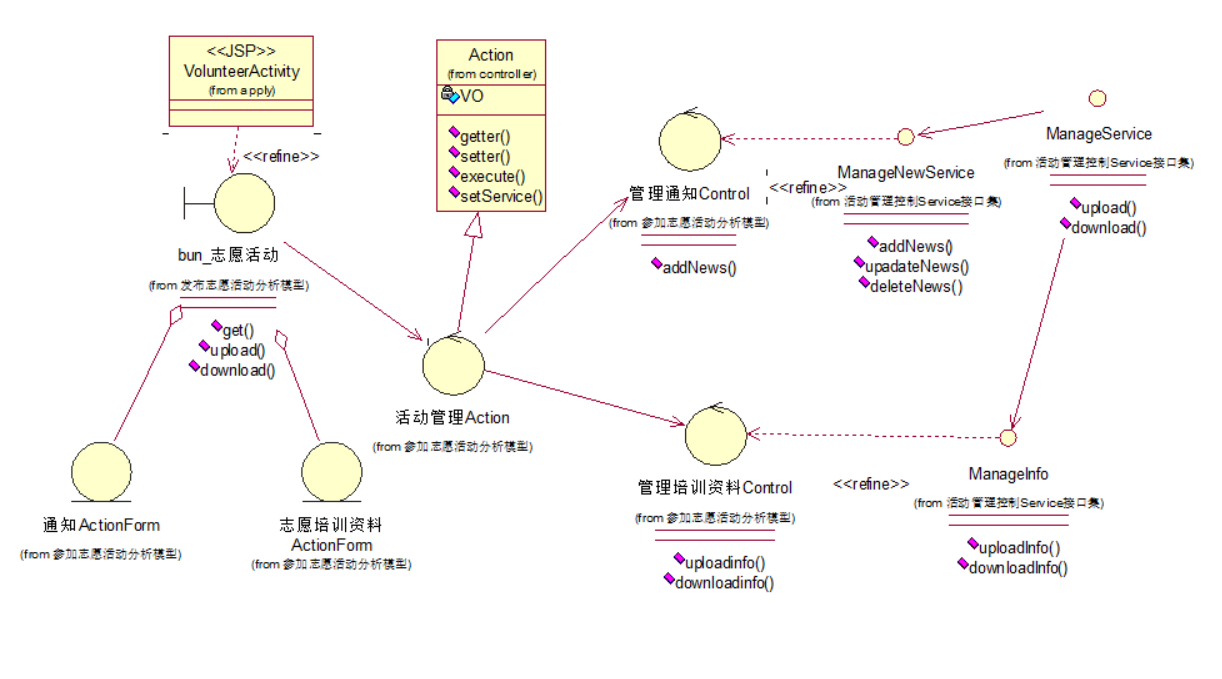 <<JSP>>
VolunteerActivity
(from apply)
<<refine>>
bun_志愿活动
(from 发布志愿活动分析模型)
get()
upload()
download()
通知ActionForm
(from 参加志愿活动分析模型)
志愿培训资料
ActionForm
(from 参加志愿活动分析模型)
Action
(from controller)
VO
getter()
setter()
execute()
setService()
活动管理Action
(from 参加志愿活动分析模型)
管理通知Control
(from 参加志愿活动分析模型)
addNews()
<<refine>>
ManageNewService
(from 活动管理控制Service接口集)
addNews()
upadateNews()
deleteNews()
ManageService
(from 活动管理控制Service接口集)
upload()
download()
管理培训资料Control
(from 参加志愿活动分析模型)
uploadinfo()
downloadinfo()
<<refine>>
ManageInfo
(from 活动管理控制Service接口集)
uploadInfo()
downloadInfo()